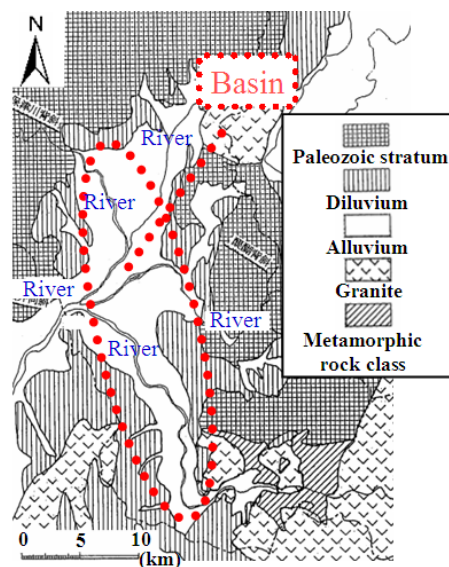 N
Basin
River
River
River
River
River
Paleozoic stratum
Diluvium
Alluvium
Granite
Metamorphic
rock class
0 5 10
(km)